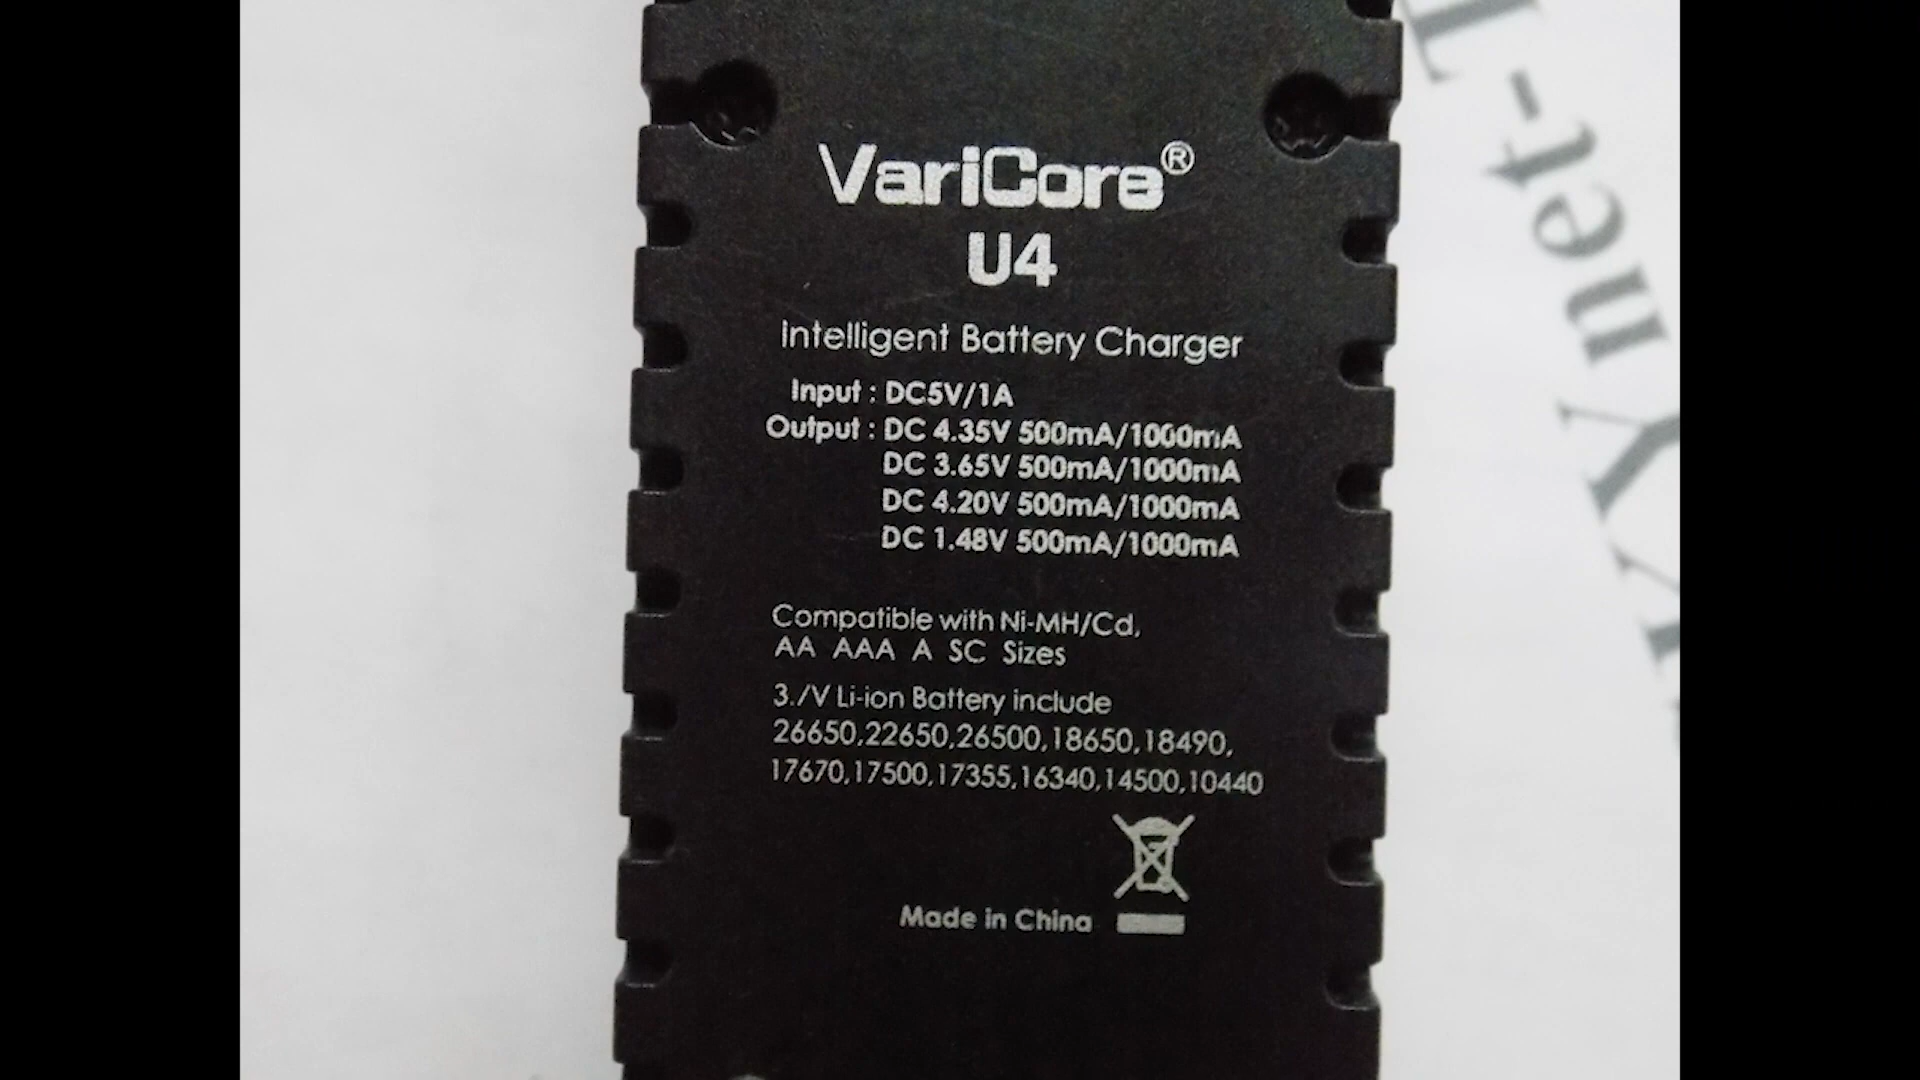 VariCore®
U4
Intelligent Battery Charger
Input : DC5V/1A
Output : DC 4.35V 500mA/1000mA
DC 3.65V 500mA/1000mA
DC 4.20V 500mA/1000mA
DC 1.48V 500mA/1000mA
Compatible with Ni-MH/Cd,
AA AAA A SC Sizes
3./V Li-ion Battery include
26650,22650,26500,18650,18490,
17670,17500,17355,16340,14500,10440
Made in China